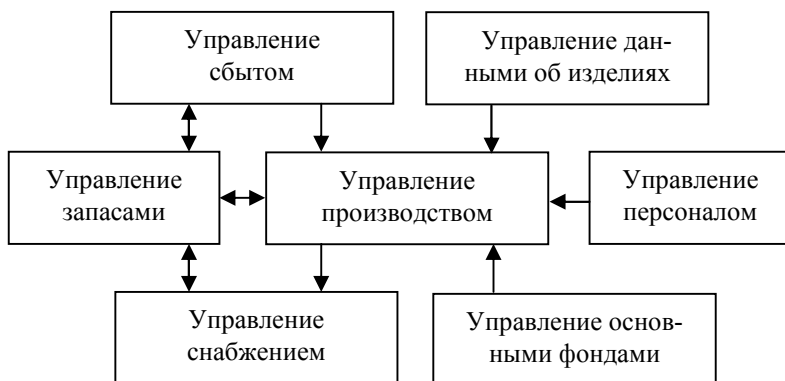 Управление
сбытом
Управление дан-
ными об изделиях
Управление
запасами
Управление
производством
Управление
персоналом
Управление
снабжением
Управление основ-
ными фондами